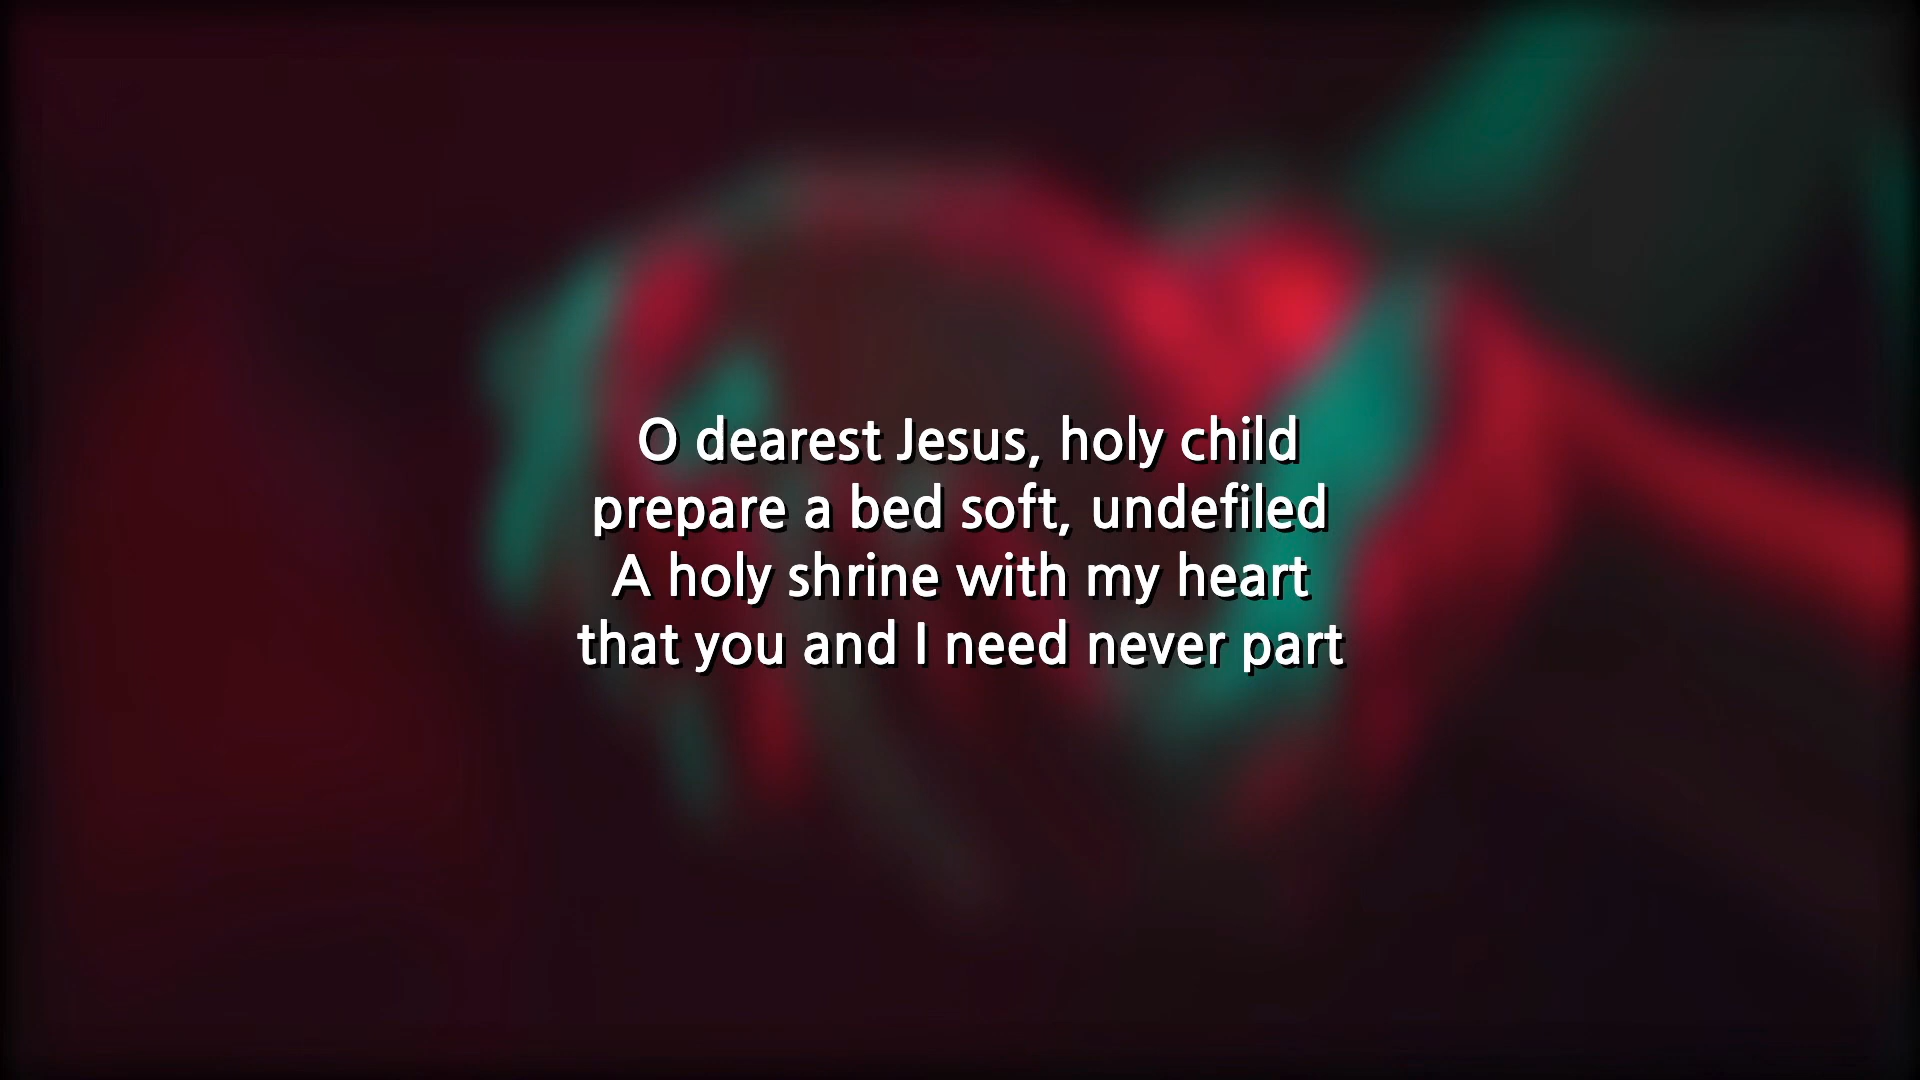 O dearest Jesus, holy child
prepare a bed soft, undefiled
A holy shrine with my heart
that you and I need never part